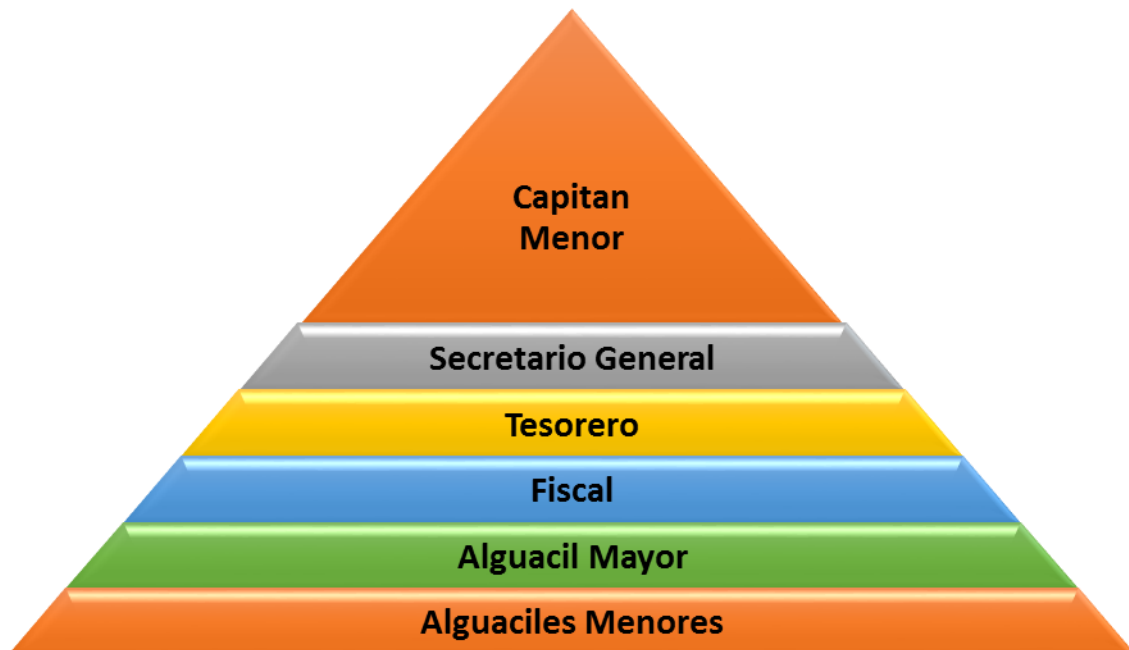 Capitan
Menor
Secretario General
Tesorero
Fiscal
Alguacil Mayor
Alguaciles Menores